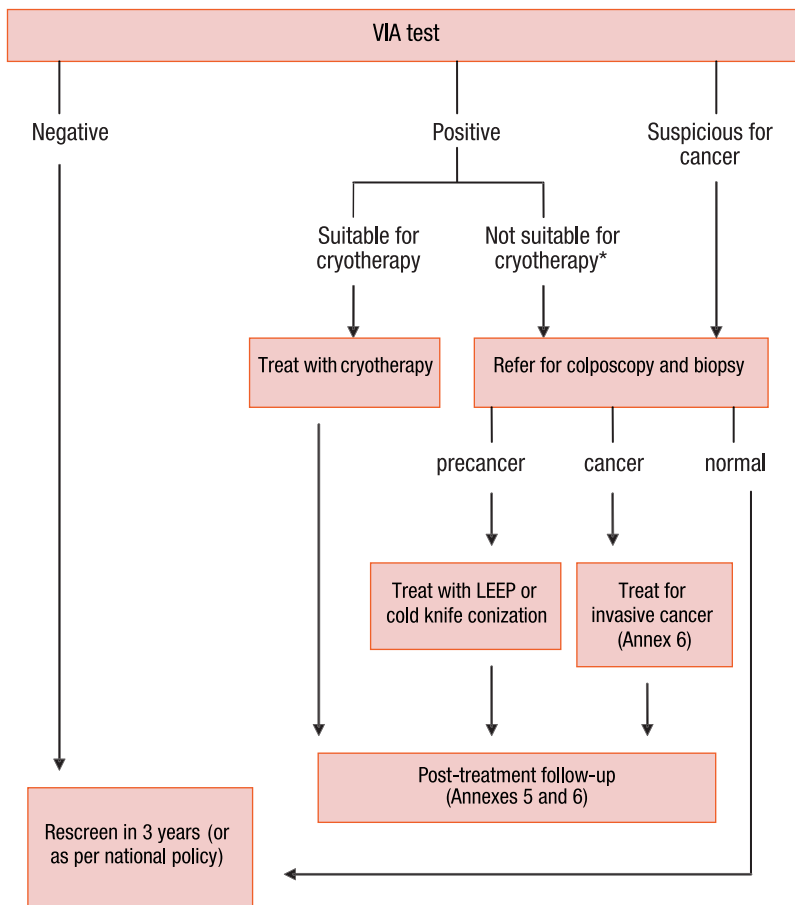 VIA test
Negative
Positive
Suspicious for
cancer
Suitable for
cryotherapy
Not suitable for
cryotherapy*
Treat with cryotherapy
Refer for colposcopy and biopsy
precancer
cancer
normal
Treat with LEEP or
cold knife conization
Treat for
invasive cancer
(Annex 6)
Post-treatment follow-up
(Annexes 5 and 6)
Rescreen in 3 years (or
as per national policy)